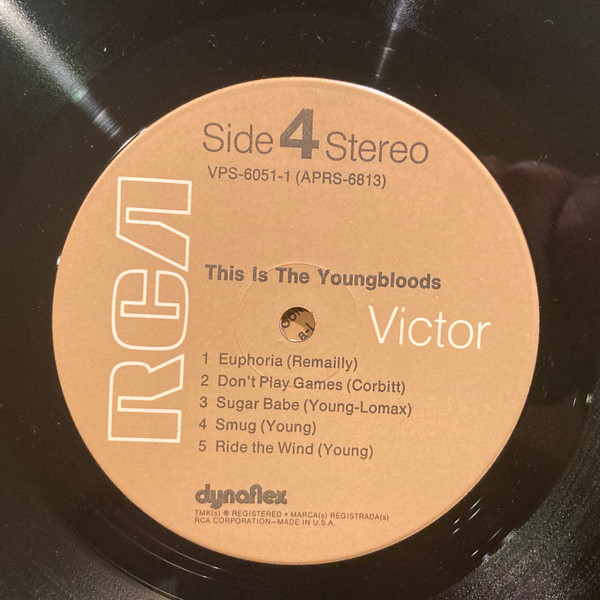 Side 4 Stereo
VPS-6051-1 (APRS-6813)
RCA
This Is The Youngbloods
Victor
1 Euphoria (Remailly)
2 Don't Play Games (Corbitt)
3 Sugar Babe (Young-Lomax)
4 Smug (Young)
5 Ride the Wind (Young)
dynaflex
TMK(s) ® REGISTERED • MARCA(s) REGISTRADA(s)
RCA CORPORATION—MADE IN U.S.A.